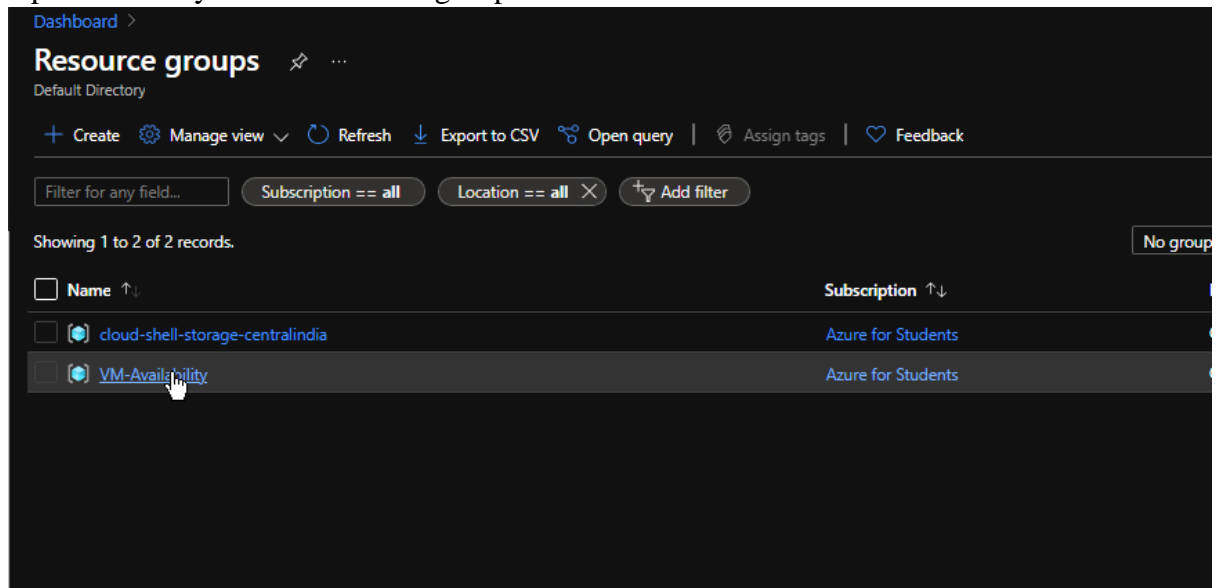 Dashboard >
Resource groups
Default Directory
Create Manage view Refresh Export to CSV Open query Assign tags Feedback
Filter for any field... Subscription == all Location == all Add filter
Showing 1 to 2 of 2 records.
No group
Name Subscription
cloud-shell-storage-centralindia Azure for Students
VM-Availability Azure for Students